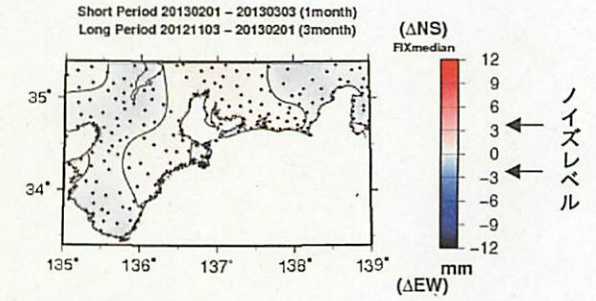 Short Period 20130201 – 20130303 (1month)
Long Period 20121103 – 20130201 (3month)
(ΔNS)
FIXmedian
12
9
6
3
0
−3
−6
−9
−12
mm
(ΔEW)
ノイズレベル
35°
34°
135°
136°
137°
138°
139°